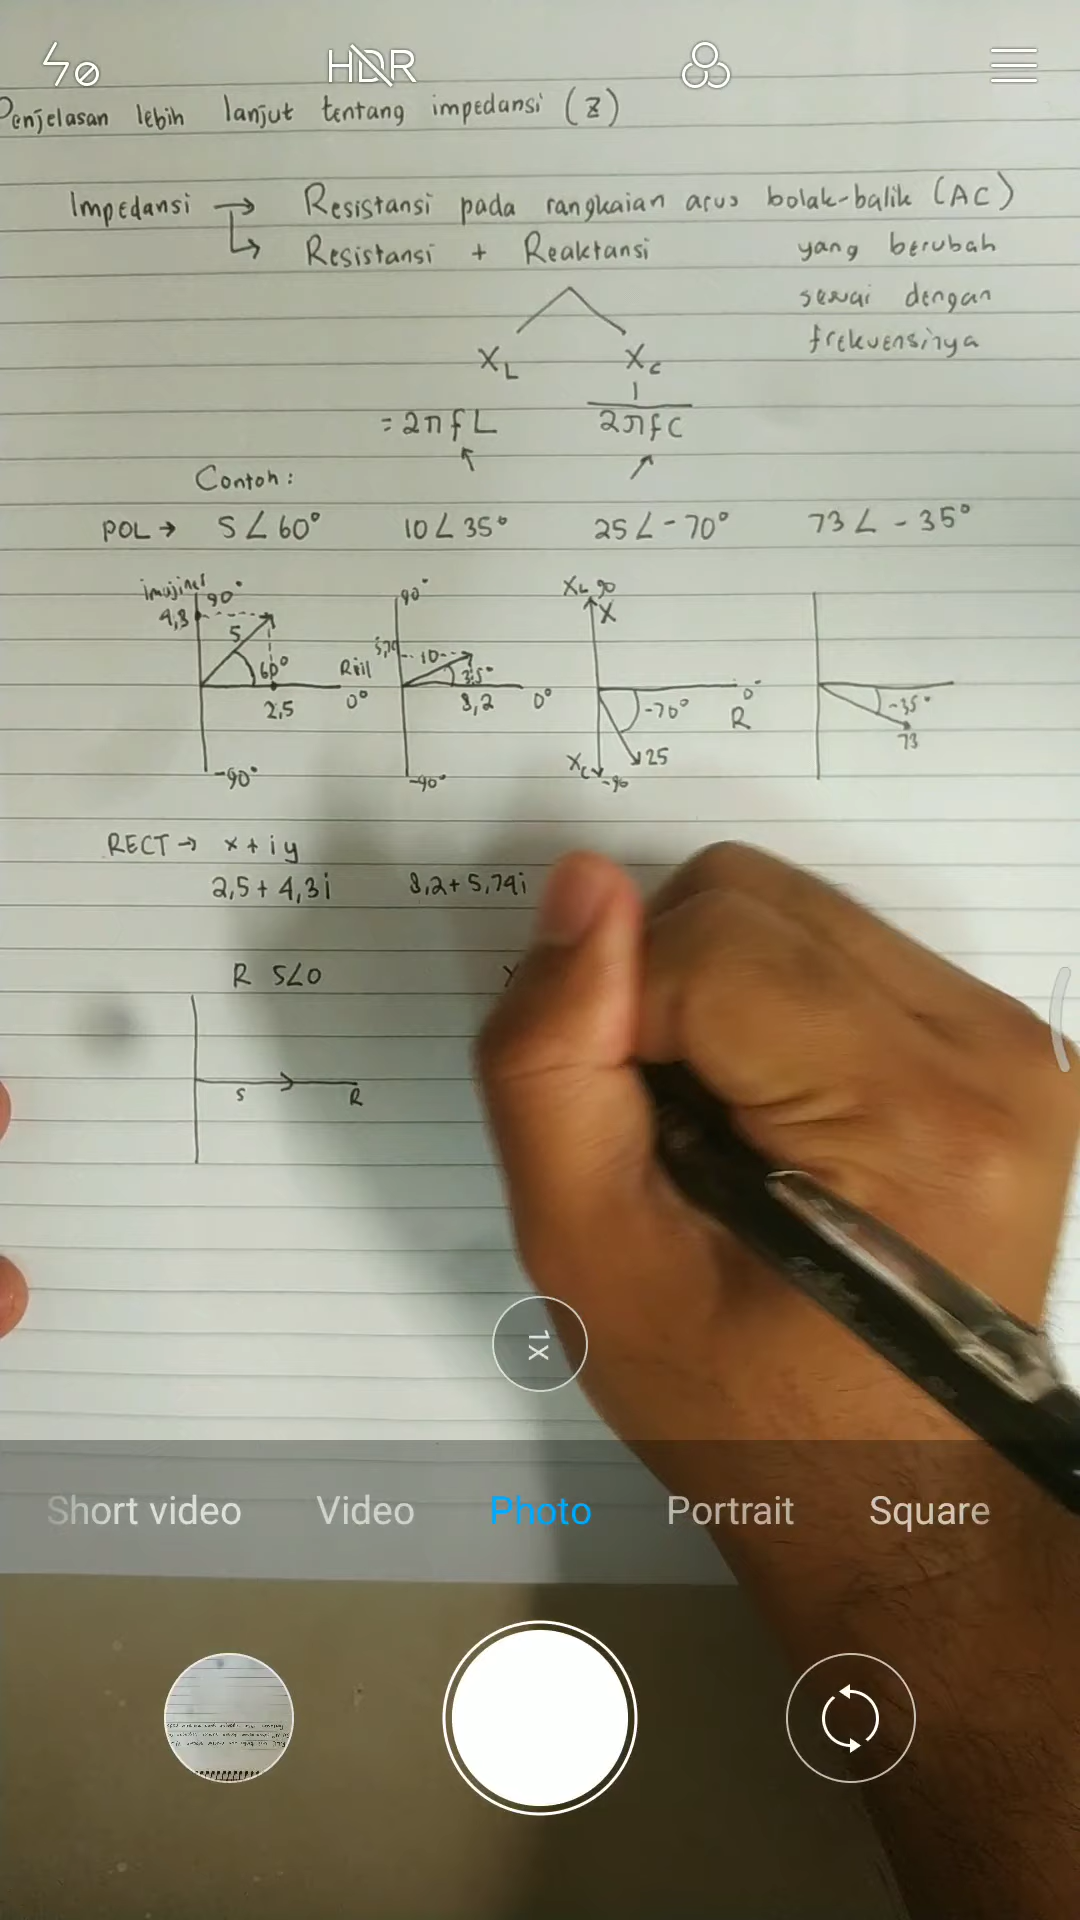 HDR
Penjelasan lebih lanjut tentang impedansi (Z)
Impedansi → Resistansi pada rangkaian arus bolak-balik (AC)
↳ Resistansi + Reaktansi yang berubah
sesuai dengan
frekuensinya
XL XC
= 2πfL 1/2πfC
Contoh:
POL → 5∠60° 10∠35° 25∠-70° 73∠-35°
imajiner 90° 90° XL 90
4,3 5 X
60° Riil 5,74 10 35°
2,5 0° 8,2 0° -70° 0° R -35°
25 73
-90° -90° XC -90
RECT → x + iy
2,5 + 4,3i 8,2 + 5,74i
R 5∠0
5 R
1X
Short video Video Photo Portrait Square